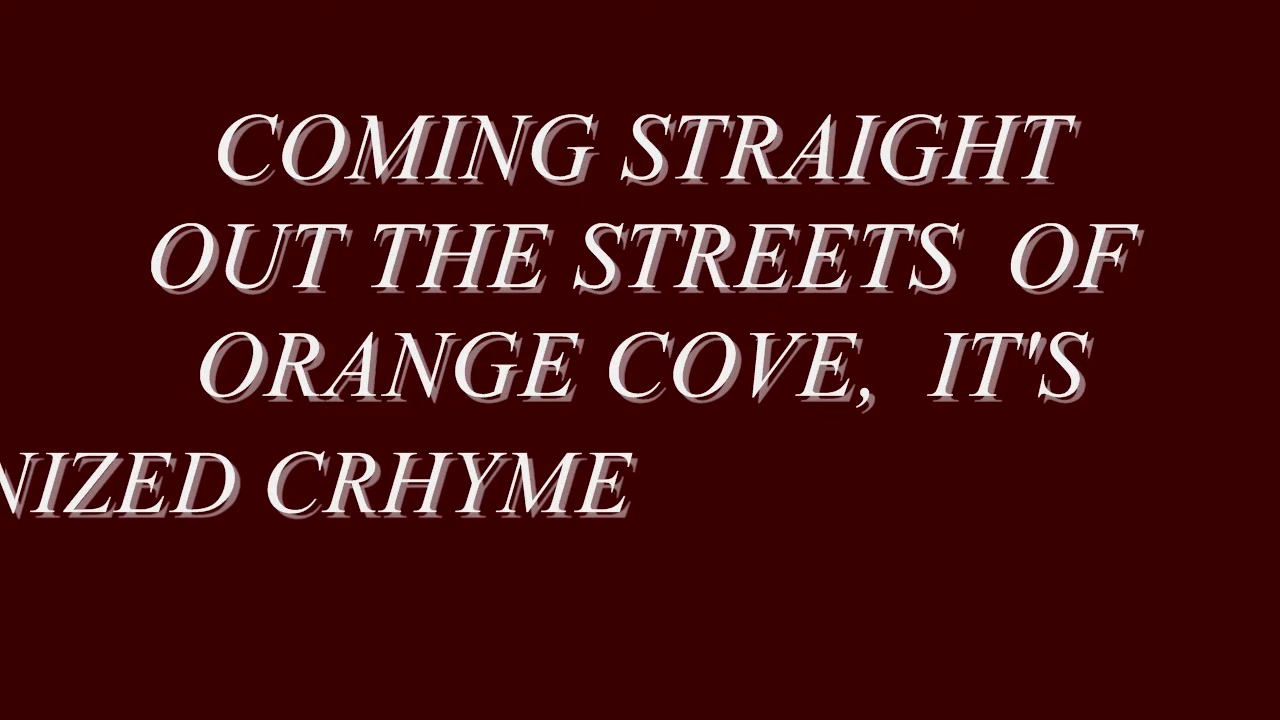 COMING STRAIGHT
OUT THE STREETS OF
ORANGE COVE, IT'S
NIZED CRHYME